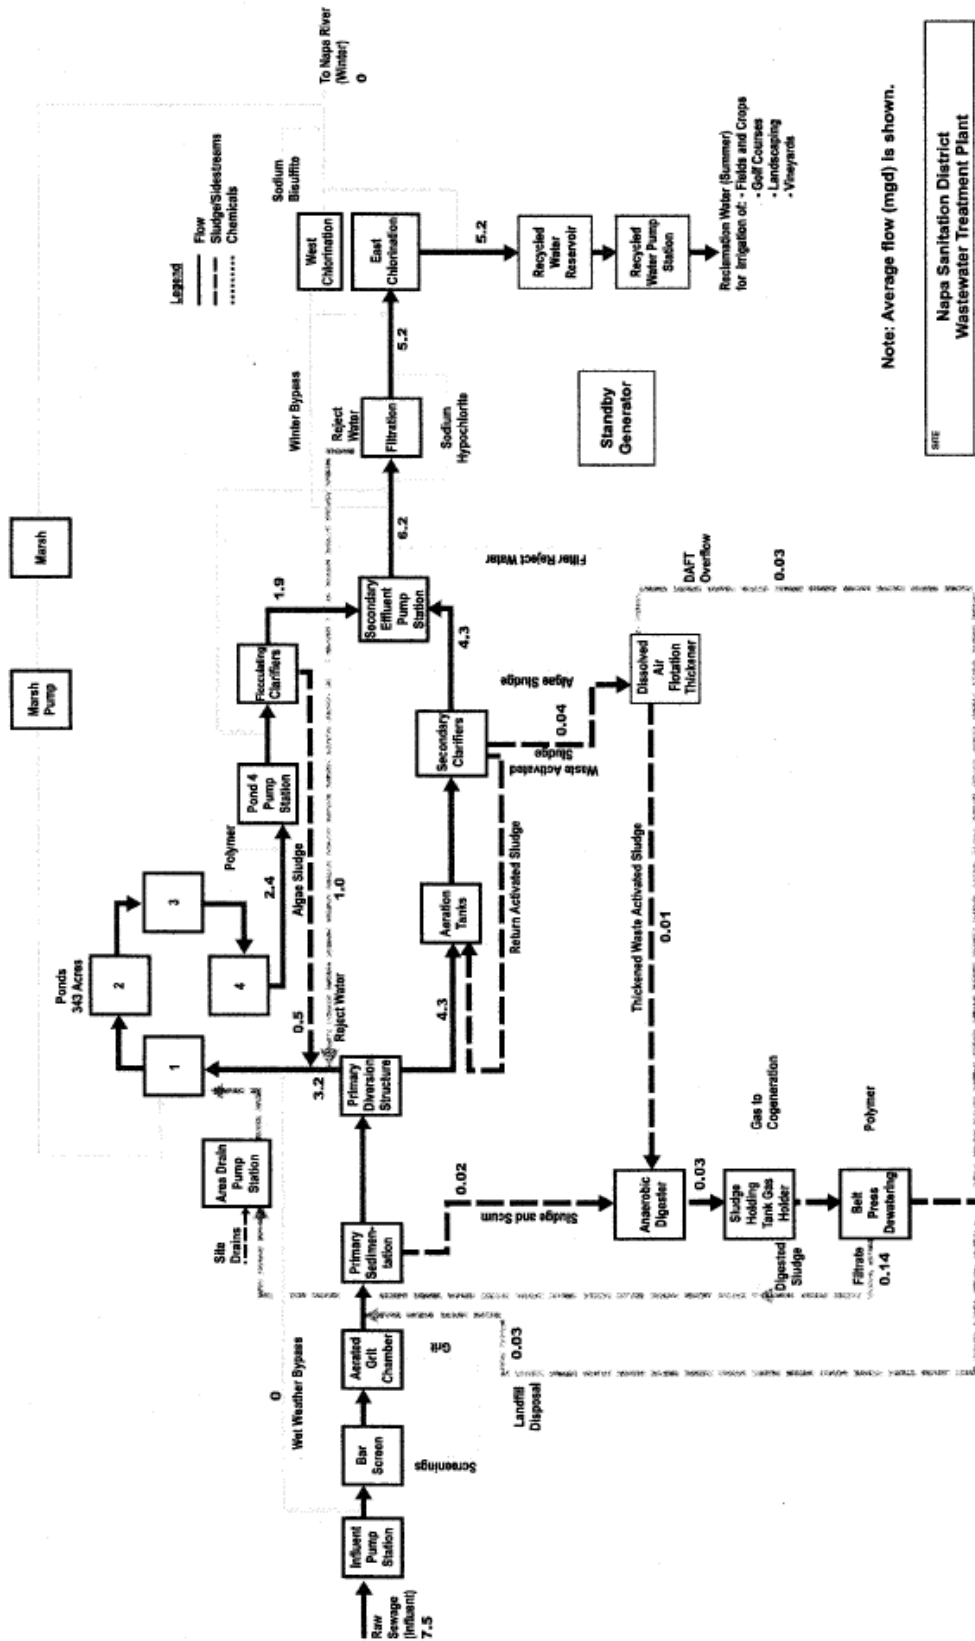 Marsh
Pump
Marsh
To Napa River
(Winter)
0
Legend
Flow
Sludge/Sidestreams
Chemicals
Sodium
Bisulfite
West
Chlorination
East
Chlorination
5.2
Recycled
Water
Reservoir
Recycled
Water Pump
Station
Reclamation Water (Summer)
for Irrigation of: - Fields and Crops
- Golf Courses
- Landscaping
- Vineyards
Winter Bypass
Reject
Water
Filtration
5.2
Sodium
Hypochlorite
Standby
Generator
Note: Average flow (mgd) is shown.
SITE
Napa Sanitation District
Wastewater Treatment Plant
Ponds
343 Acres
1
2
3
4
Polymer
2.4
Pond 4
Pump
Station
Flocculating
Clarifiers
1.9
Algae Sludge
0.5
Reject Water
1.0
Secondary
Effluent Pump
Station
6.2
Filter Reject Water
3.2
Primary
Diversion
Structure
4.3
Aeration
Tanks
Secondary
Clarifiers
4.3
Return Activated Sludge
Waste Activated
Sludge
0.04
Algae Sludge
Dissolved
Air
Flotation
Thickener
DAFT
Overflow
0.03
Thickened Waste Activated Sludge
0.01
Site
Drains
Area Drain
Pump
Station
0
Wet Weather Bypass
Raw
Sewage
(Influent)
7.5
Influent
Pump
Station
Bar
Screen
Screenings
Aerated
Grit
Chamber
Grit
Primary
Sedimen-
tation
0.02
Sludge and Scum
Landfill
Disposal
0.03
Anaerobic
Digester
0.03
Sludge
Holding
Tank Gas
Holder
Gas to
Cogeneration
Digested
Sludge
Belt
Press
Dewatering
Polymer
Filtrate
0.14